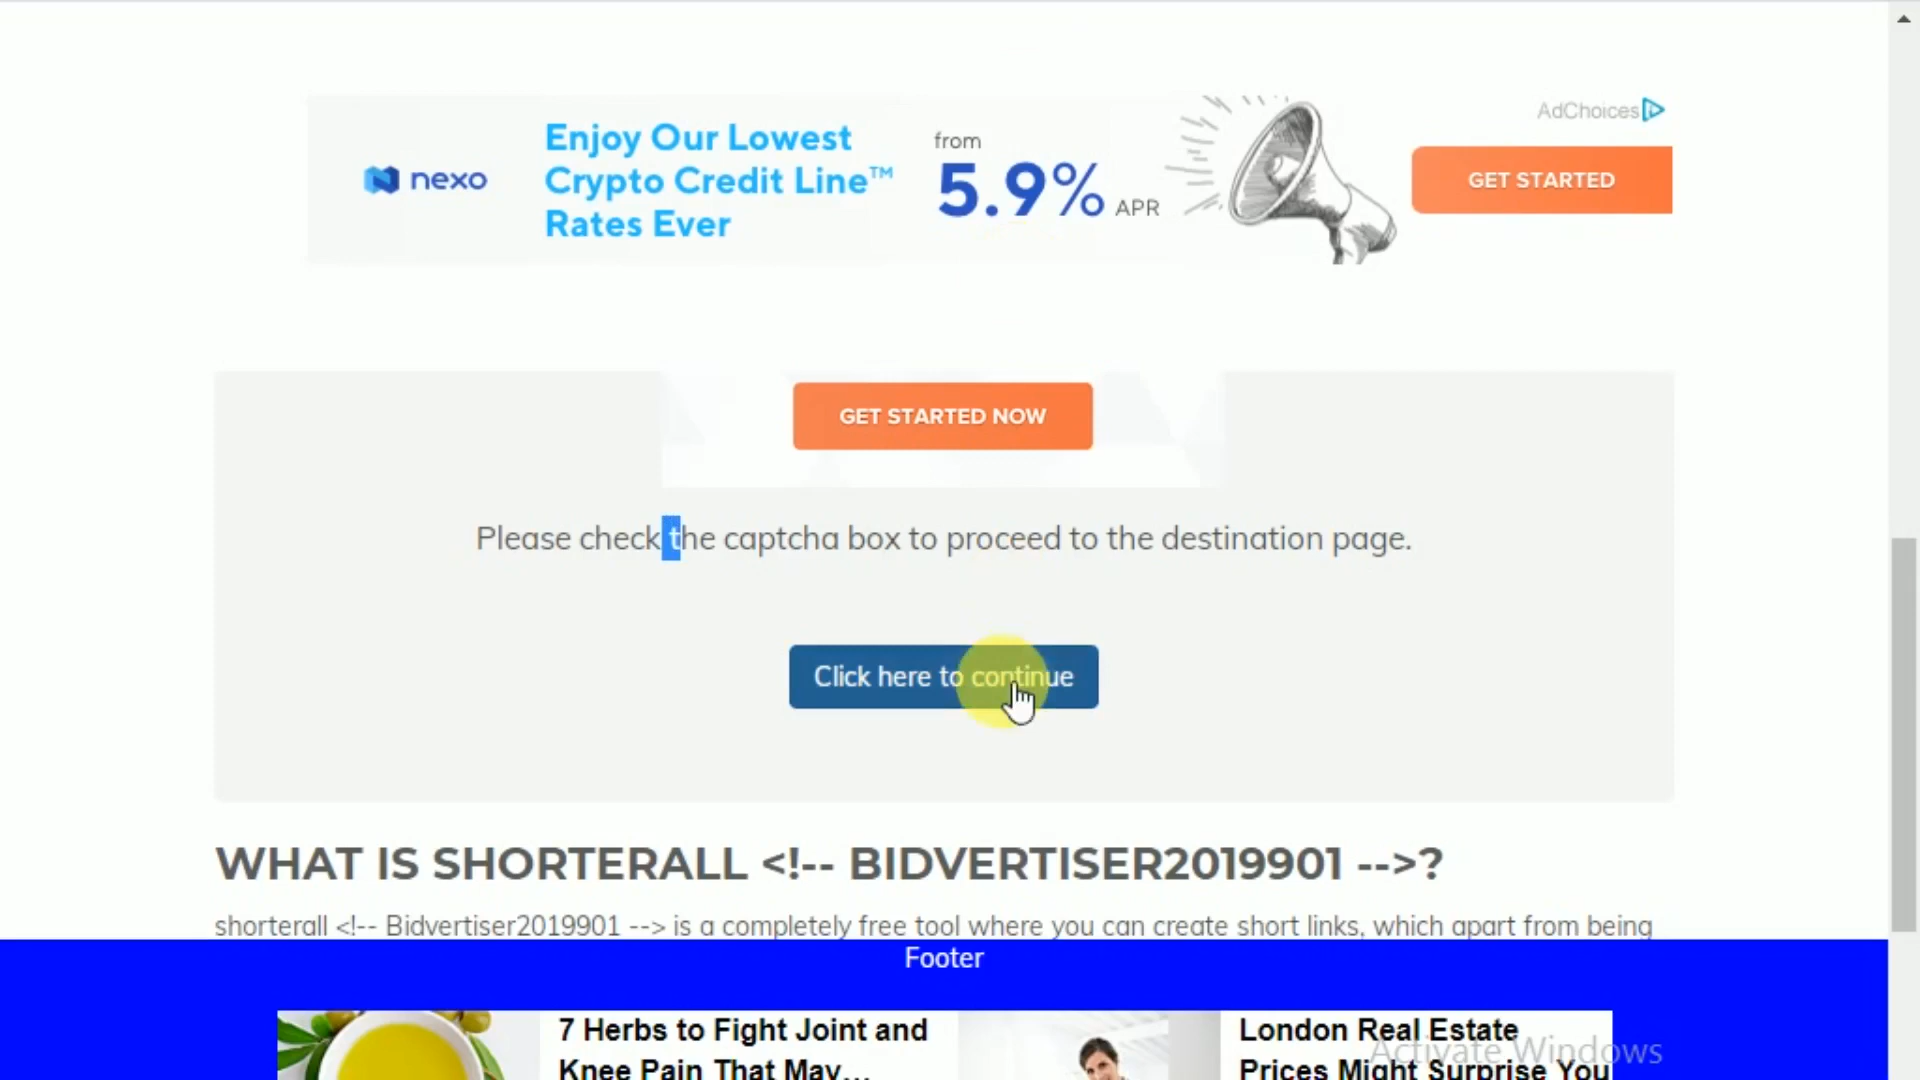 AdChoices
nexo
Enjoy Our Lowest
Crypto Credit Line™
Rates Ever
from
5.9% APR
GET STARTED
GET STARTED NOW
Please check the captcha box to proceed to the destination page.
Click here to continue
WHAT IS SHORTERALL <!-- BIDVERTISER2019901 -->?
shorterall <!-- Bidvertiser2019901 --> is a completely free tool where you can create short links, which apart from being
Footer
7 Herbs to Fight Joint and
Knee Pain That May...
London Real Estate
Prices Might Surprise You
Activate Windows